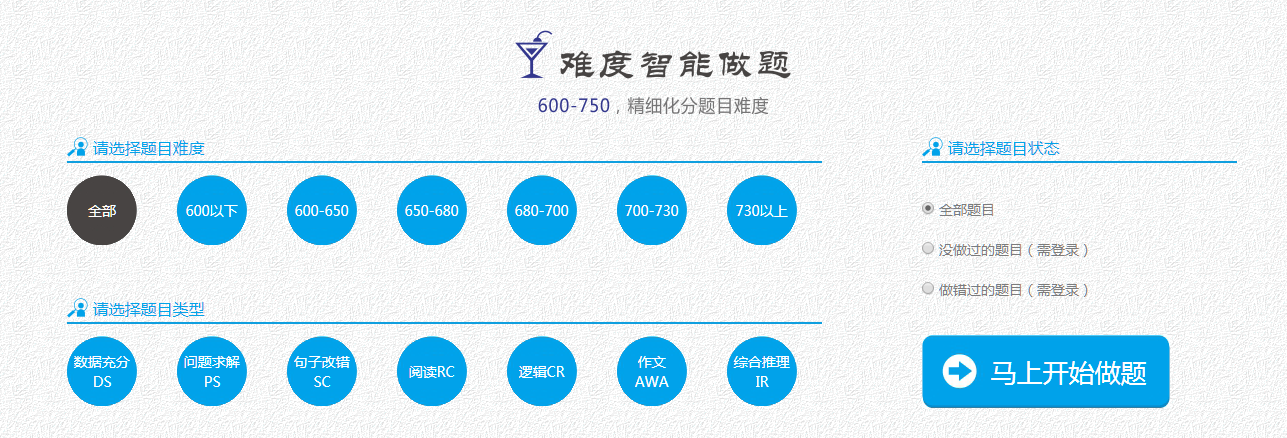 难度智能做题
600-750，精细化分题目难度
请选择题目难度
全部
600以下
600-650
650-680
680-700
700-730
730以上
请选择题目类型
数据充分
DS
问题求解
PS
句子改错
SC
阅读RC
逻辑CR
作文
AWA
综合推理
IR
请选择题目状态
全部题目
没做过的题目（需登录）
做错过的题目（需登录）
马上开始做题